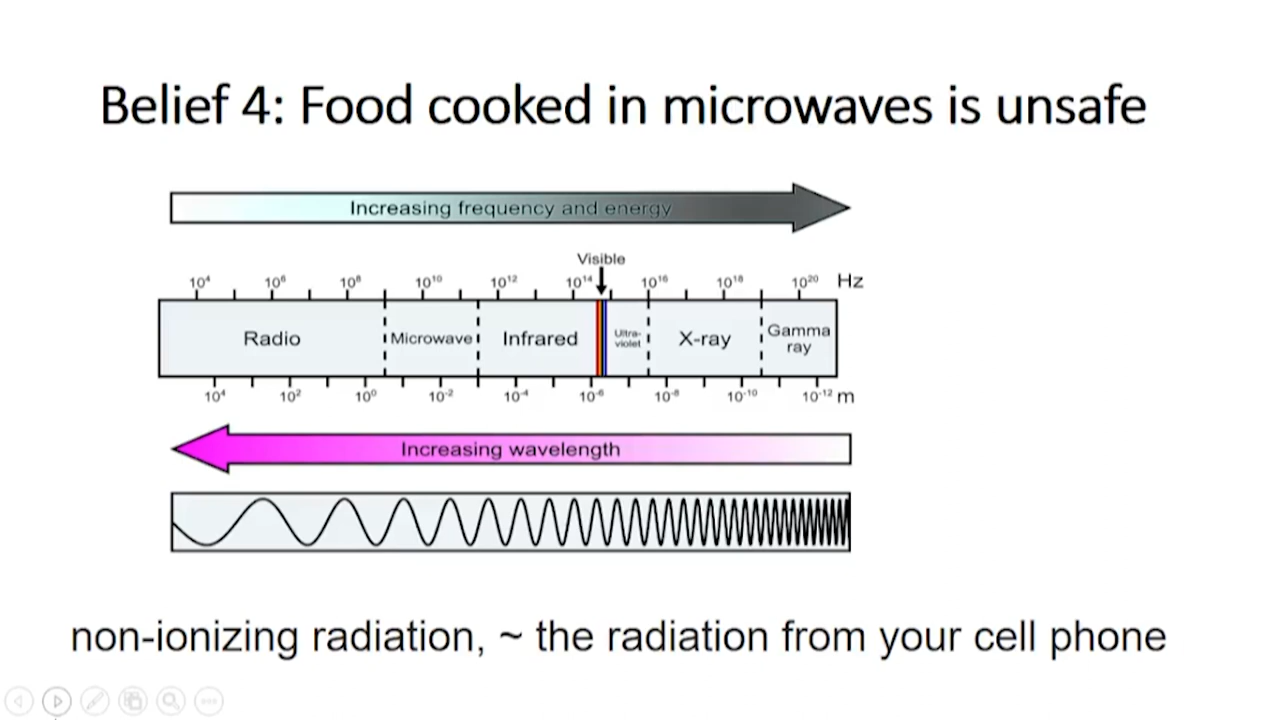 Belief 4: Food cooked in microwaves is unsafe
Increasing frequency and energy
Visible
10⁴ 10⁶ 10⁸ 10¹⁰ 10¹² 10¹⁴ 10¹⁶ 10¹⁸ 10²⁰ Hz
Radio Microwave Infrared Ultra-violet X-ray Gamma ray
10⁴ 10² 10⁰ 10⁻² 10⁻⁴ 10⁻⁶ 10⁻⁸ 10⁻¹⁰ 10⁻¹² m
Increasing wavelength
non-ionizing radiation, ~ the radiation from your cell phone